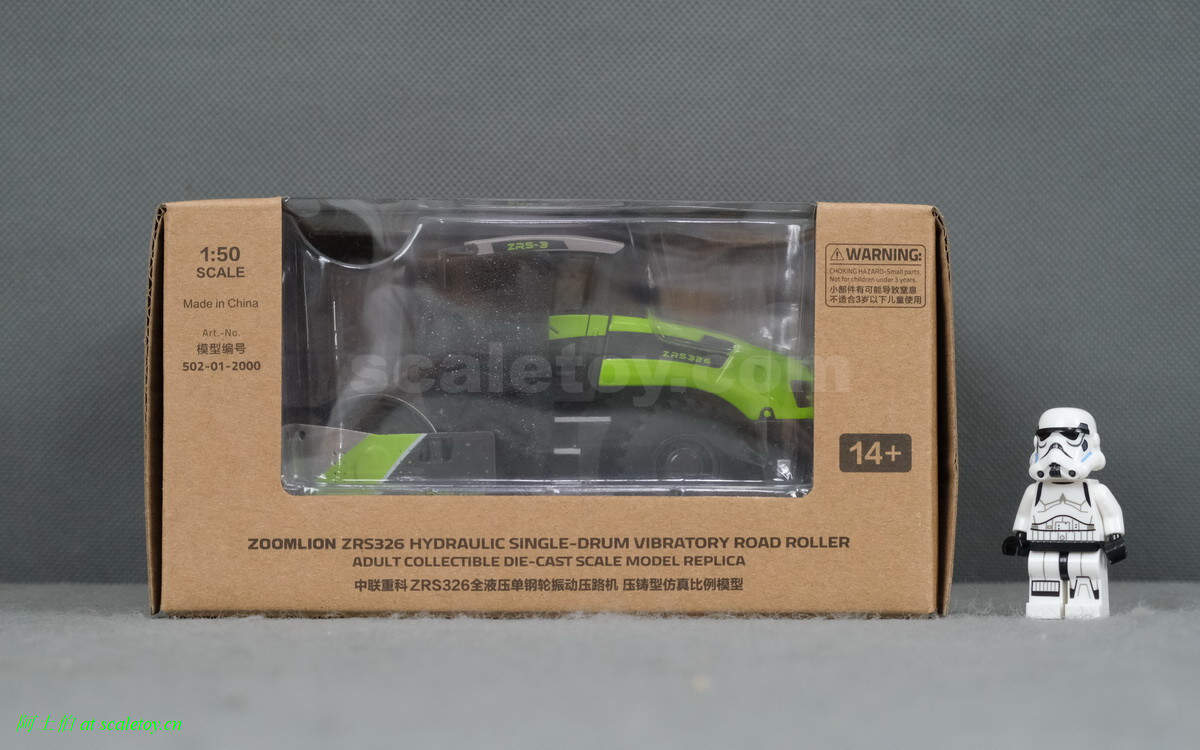 1:50
SCALE
Made in China
Art.-No.
模型编号
502-01-2000
ZRS-3
ZRS326
scaletoy.com
WARNING:
CHOKING HAZARD-Small parts.
Not for children under 3 years.
小部件有可能导致窒息
不适合3岁以下儿童使用
14+
ZOOMLION ZRS326 HYDRAULIC SINGLE-DRUM VIBRATORY ROAD ROLLER
ADULT COLLECTIBLE DIE-CAST SCALE MODEL REPLICA
中联重科ZRS326全液压单钢轮振动压路机 压铸型仿真比例模型
at scaletoy.cn